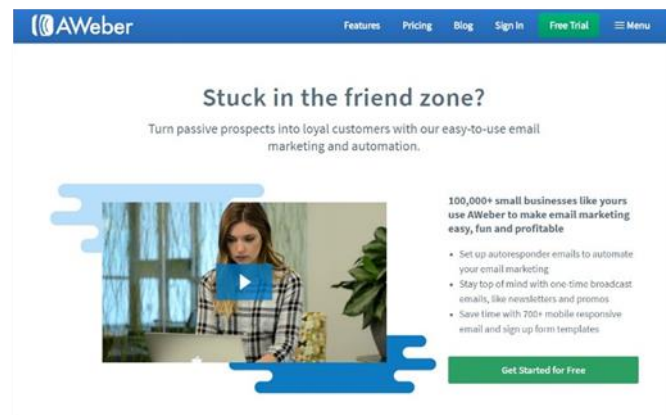 AWeber
Features Pricing Blog Sign In Free Trial Menu
Stuck in the friend zone?
Turn passive prospects into loyal customers with our easy-to-use email
marketing and automation.
100,000+ small businesses like yours
use AWeber to make email marketing
easy, fun and profitable
• Set up autoresponder emails to automate
your email marketing
• Stay top of mind with one-time broadcast
emails, like newsletters and promos
• Save time with 700+ mobile responsive
email and sign up form templates
Get Started for Free